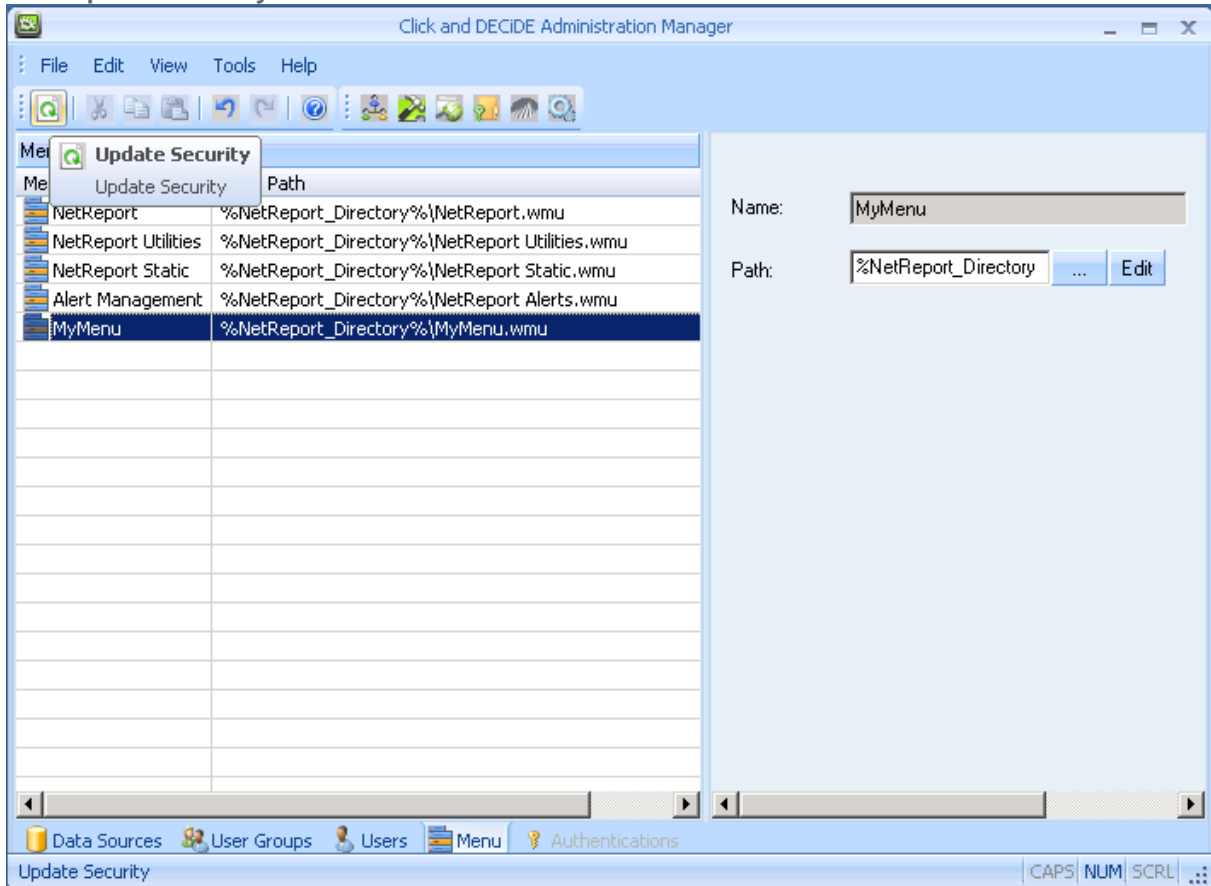 Click and DECiDE Administration Manager
File Edit View Tools Help
Update Security
Update Security
Path
NetReport %NetReport_Directory%\NetReport.wmu
NetReport Utilities %NetReport_Directory%\NetReport Utilities.wmu
NetReport Static %NetReport_Directory%\NetReport Static.wmu
Alert Management %NetReport_Directory%\NetReport Alerts.wmu
MyMenu %NetReport_Directory%\MyMenu.wmu
Name: MyMenu
Path: %NetReport_Directory ... Edit
Data Sources User Groups Users Menu Authentications
Update Security CAPS NUM SCRL